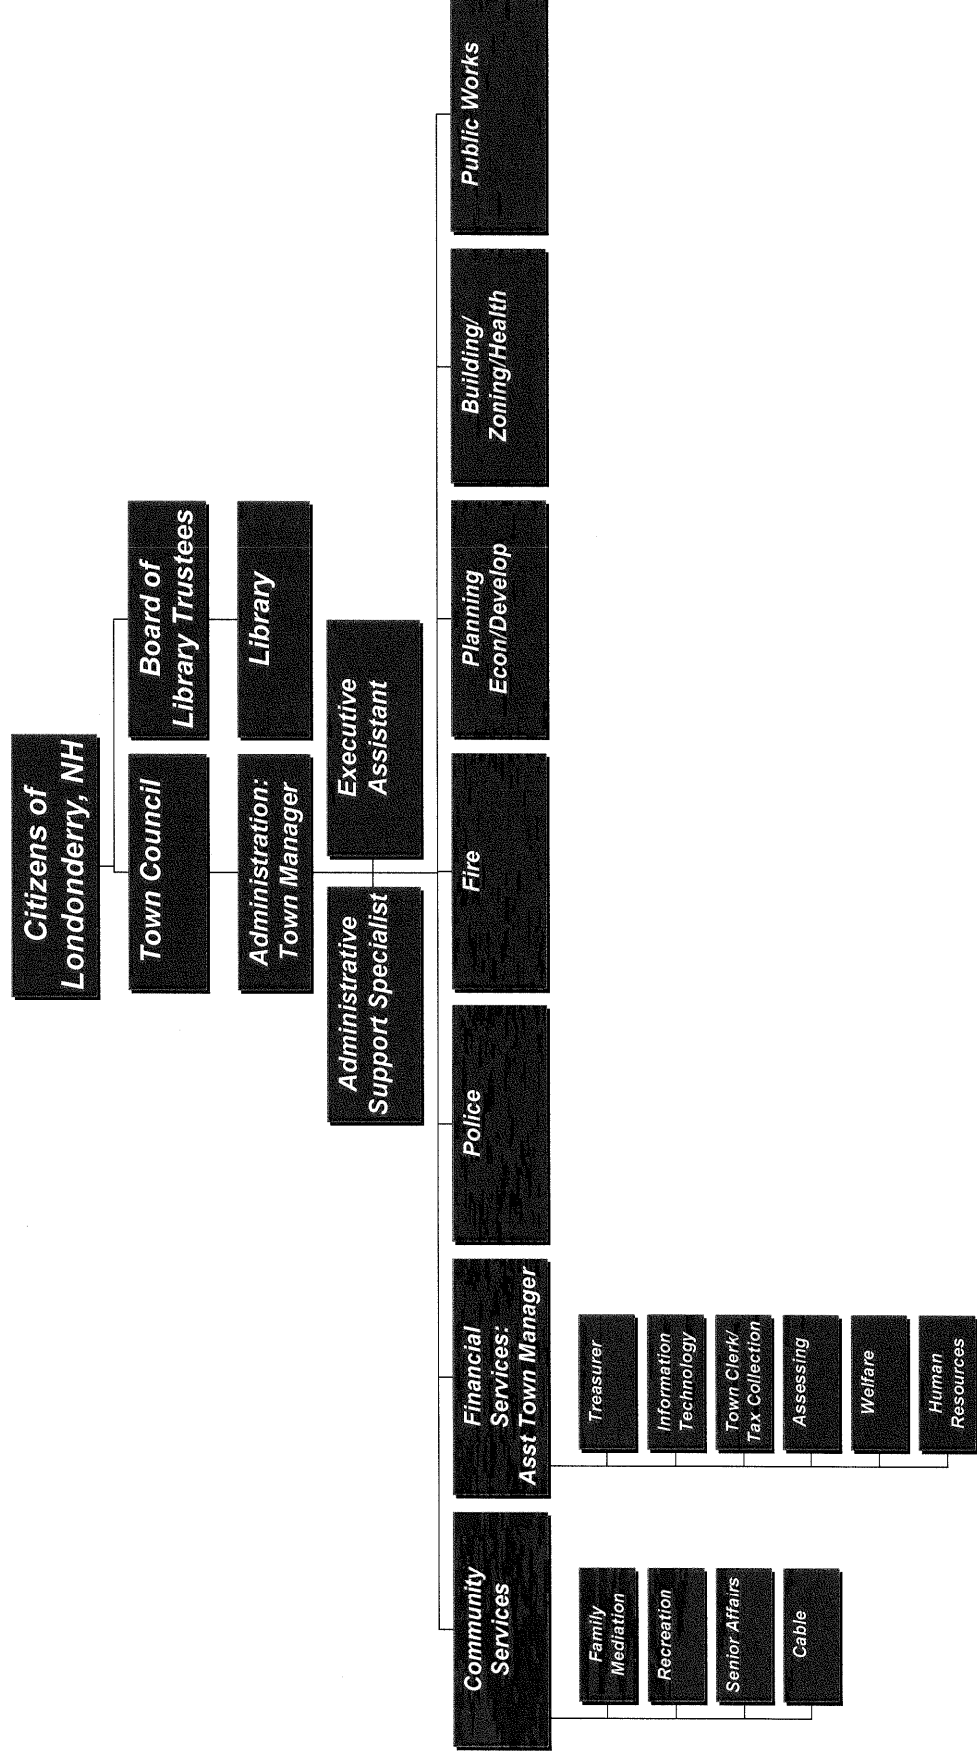 Citizens of
Londonderry, NH
Town Council
Board of
Library Trustees
Administration:
Town Manager
Library
Administrative
Support Specialist
Executive
Assistant
Community
Services
Financial
Services:
Asst Town Manager
Police
Fire
Planning
Econ/Develop
Building/
Zoning/Health
Public Works
Family
Mediation
Recreation
Senior Affairs
Cable
Treasurer
Information
Technology
Town Clerk/
Tax Collection
Assessing
Welfare
Human
Resources